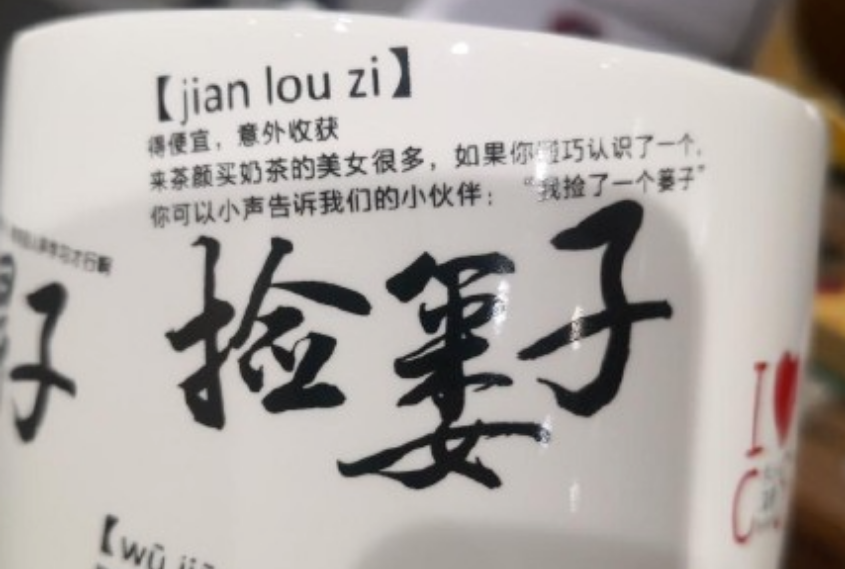 【jian lou zi】
得便宜，意外收获
来茶颜买奶茶的美女很多，如果你碰巧认识了一个，
你可以小声告诉我们的小伙伴：“我捡了一个篓子”
捡篓子
子
【wū ji
I
C